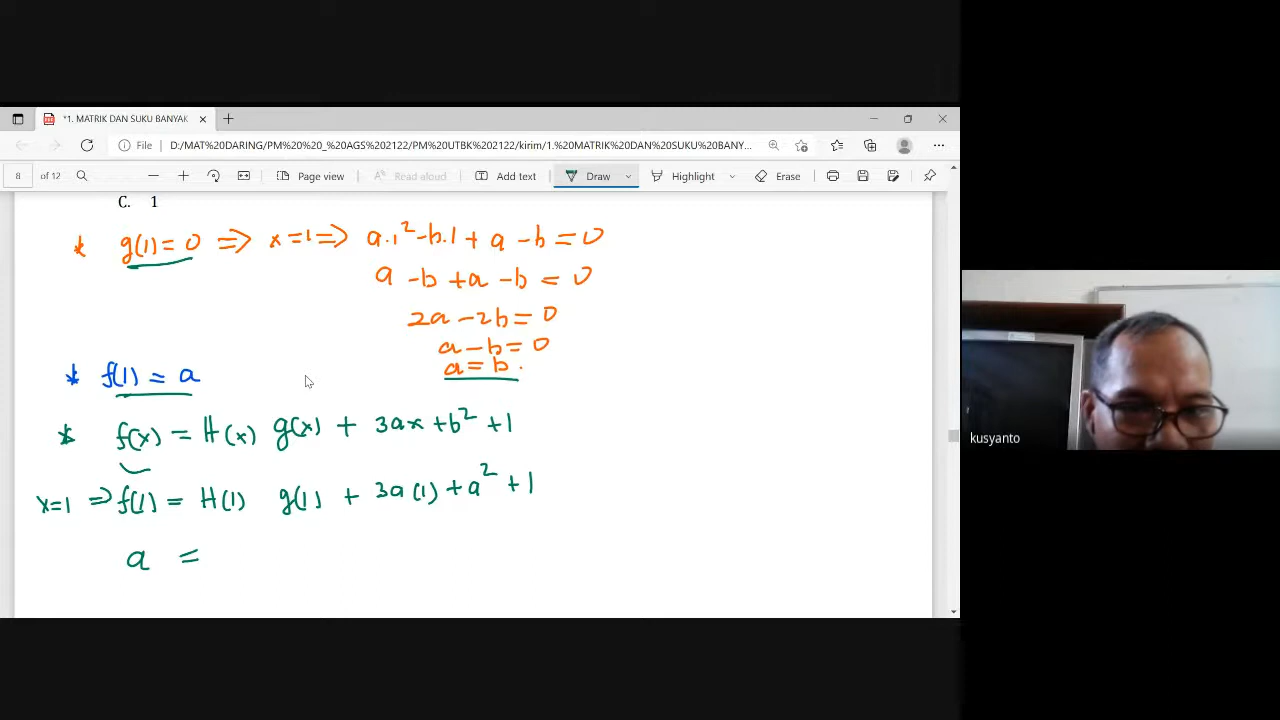 *1. MATRIK DAN SUKU BANYAK
File D:/MAT%20DARING/PM%20%20_%20AGS%202122/PM%20UTBK%202122/kirim/1.%20MATRIK%20DAN%20SUKU%20BANY...
8 of 12 Page view Read aloud Add text Draw Highlight Erase
C. 1
* g(1) = 0 ⇒ x = 1 ⇒ a.1² - b.1 + a - b = 0
a - b + a - b = 0
2a - 2b = 0
a - b = 0
a = b.
* f(1) = a
* f(x) = H(x) g(x) + 3ax + b² + 1
x=1 ⇒ f(1) = H(1) g(1) + 3a(1) + a² + 1
a =
kusyanto